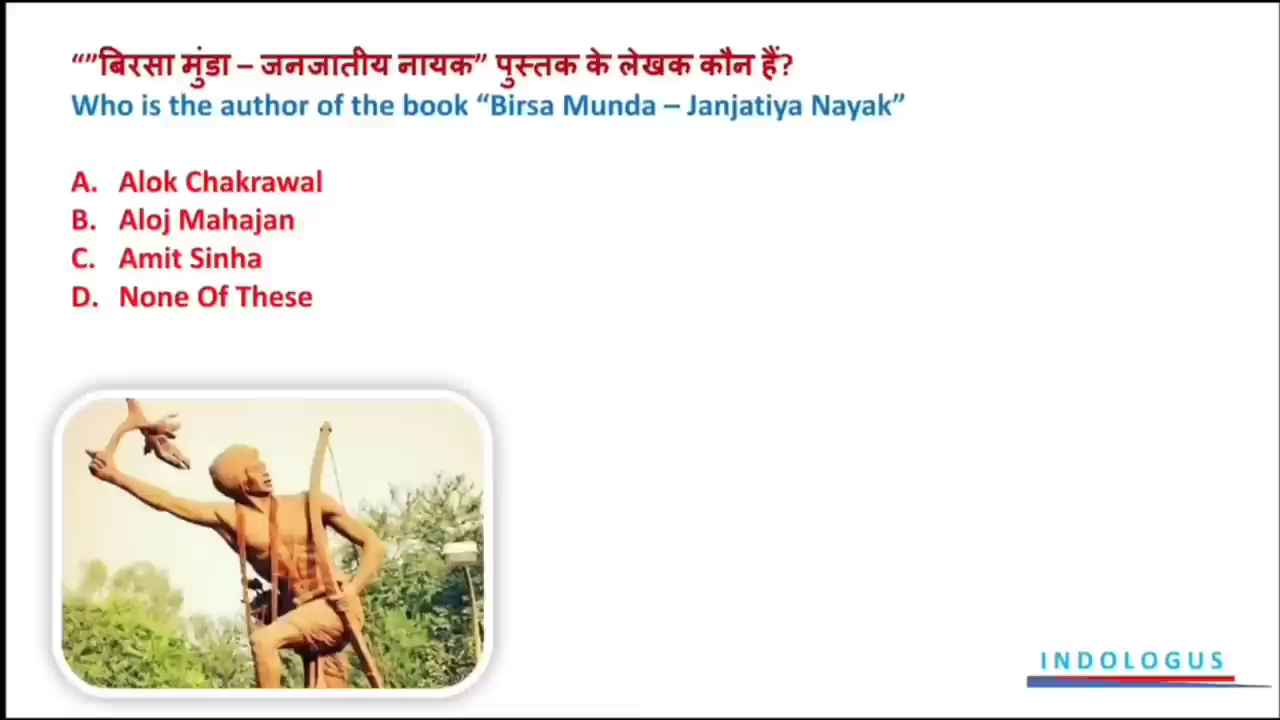 “”बिरसा मुंडा – जनजातीय नायक” पुस्तक के लेखक कौन हैं?
Who is the author of the book “Birsa Munda – Janjatiya Nayak”
A. Alok Chakrawal
B. Aloj Mahajan
C. Amit Sinha
D. None Of These
INDOLOGUS